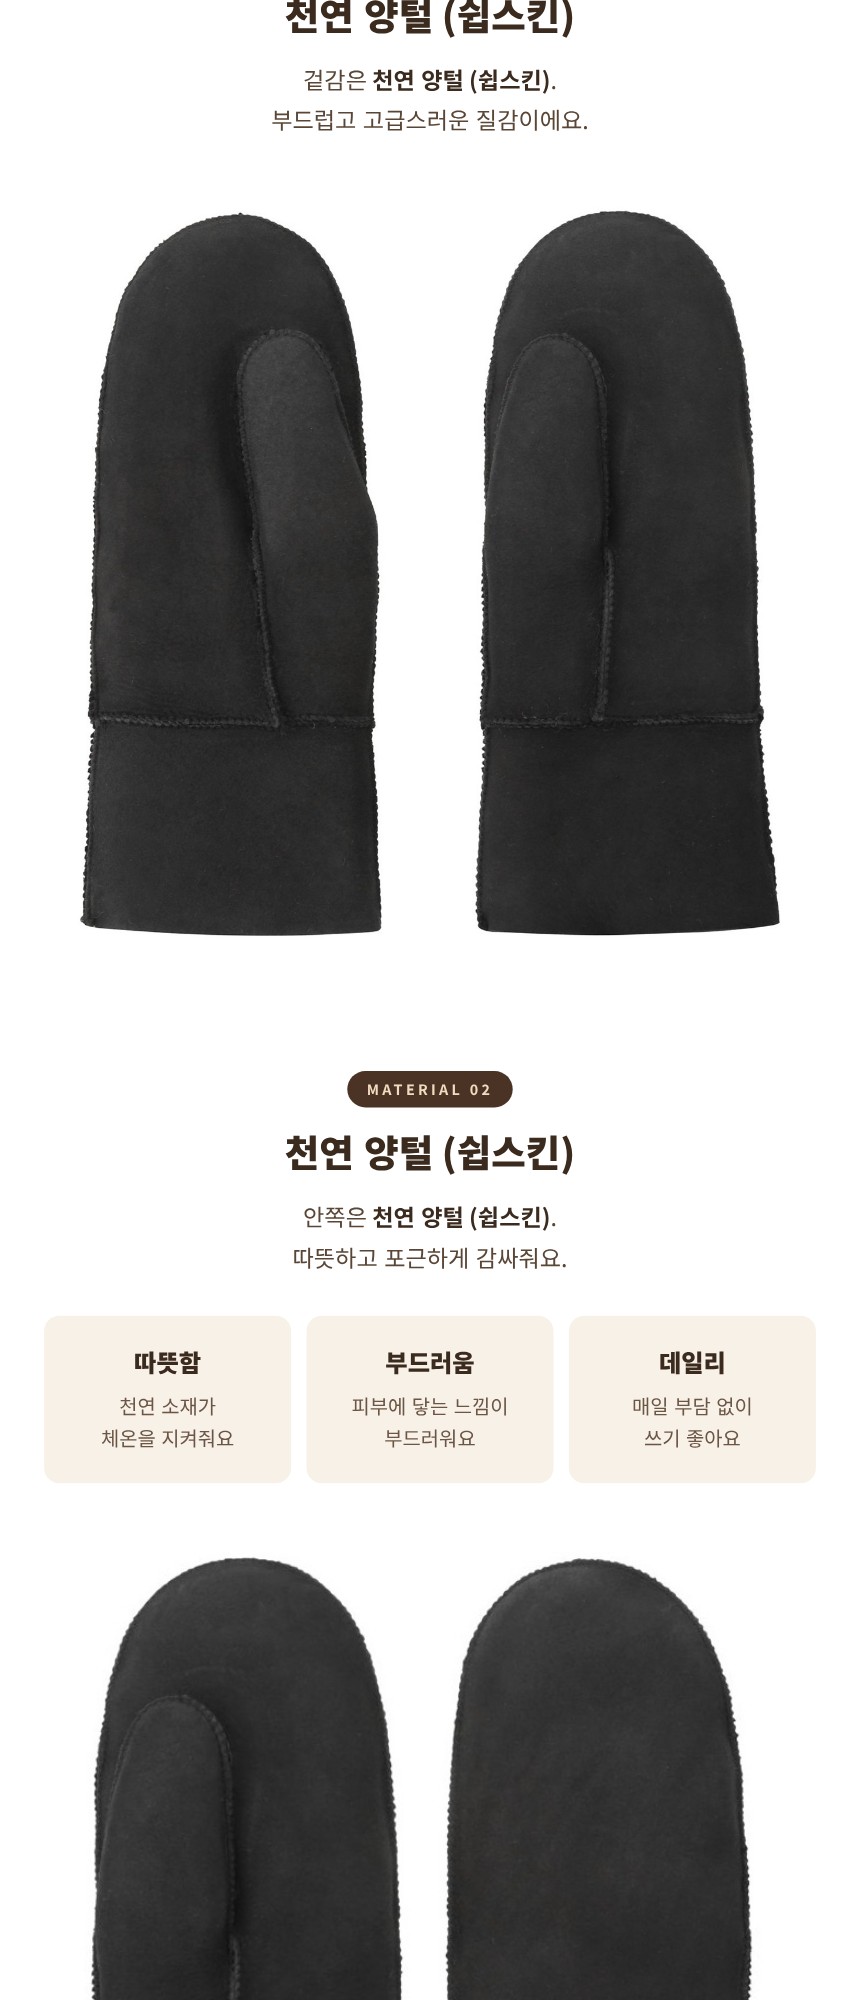 천연 양털 (쉽스킨)
겉감은 천연 양털 (쉽스킨).
부드럽고 고급스러운 질감이에요.
MATERIAL 02
천연 양털 (쉽스킨)
안쪽은 천연 양털 (쉽스킨).
따뜻하고 포근하게 감싸줘요.
따뜻함
천연 소재가
체온을 지켜줘요
부드러움
피부에 닿는 느낌이
부드러워요
데일리
매일 부담 없이
쓰기 좋아요